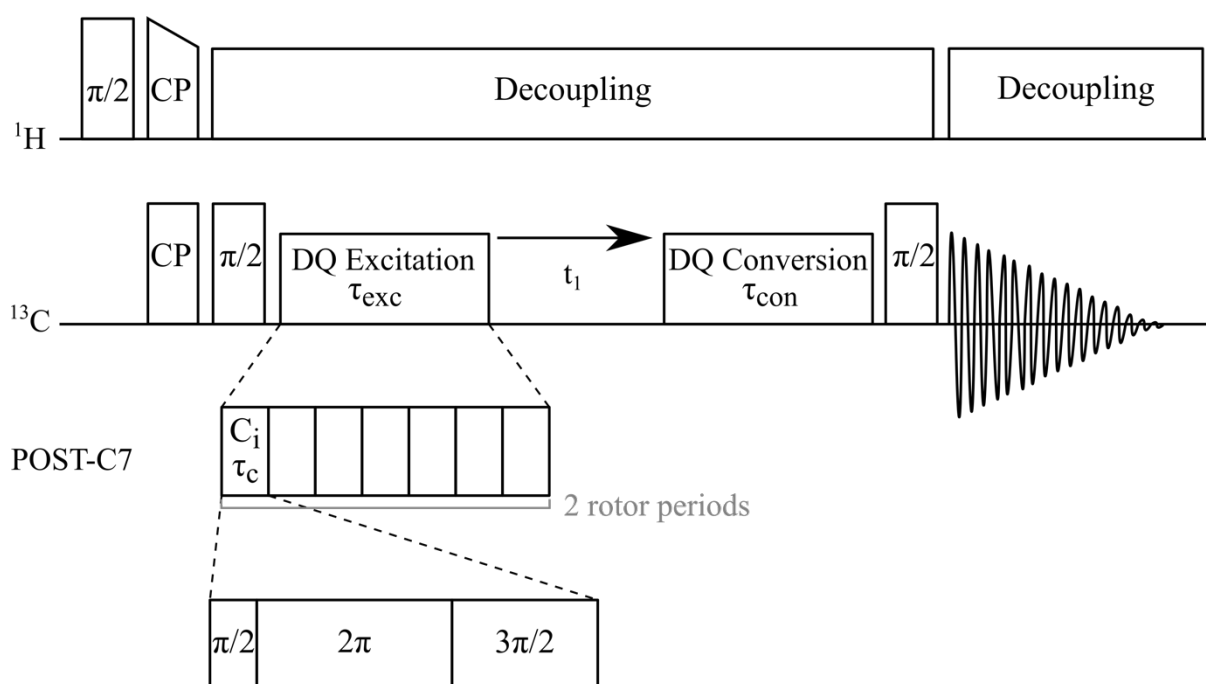 π/2 CP Decoupling Decoupling
¹H
CP π/2 DQ Excitation τexc t₁ DQ Conversion τcon π/2
¹³C
POST-C7
Cᵢ
τc
2 rotor periods
π/2 2π 3π/2